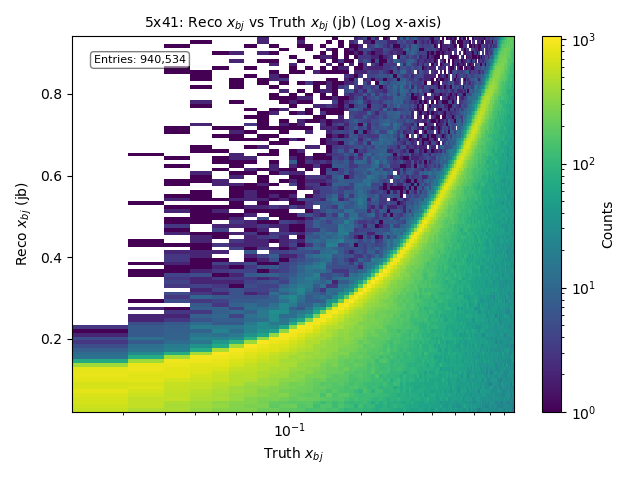 5x41: Reco x_{bj} vs Truth x_{bj} (jb) (Log x-axis)
Entries: 940,534
Reco x_{bj} (jb)
0.8
0.6
0.4
0.2
10^{-1}
Truth x_{bj}
10^{3}
10^{2}
10^{1}
10^{0}
Counts